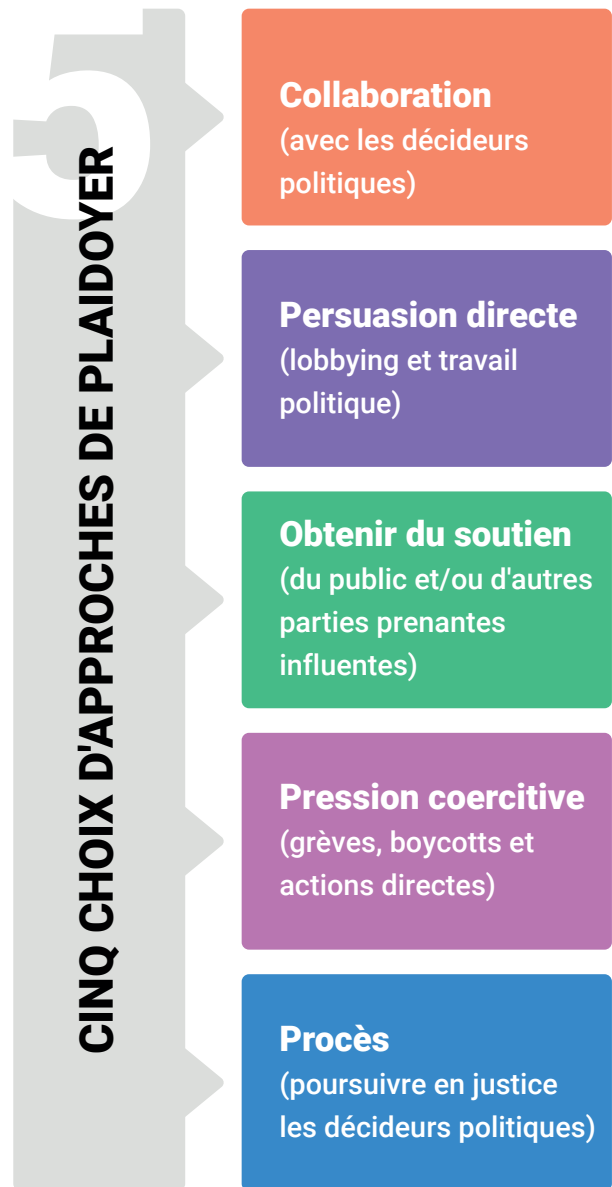 5
CINQ CHOIX D'APPROCHES DE PLAIDOYER
Collaboration
(avec les décideurs
politiques)
Persuasion directe
(lobbying et travail
politique)
Obtenir du soutien
(du public et/ou d'autres
parties prenantes
influentes)
Pression coercitive
(grèves, boycotts et
actions directes)
Procès
(poursuivre en justice
les décideurs politiques)